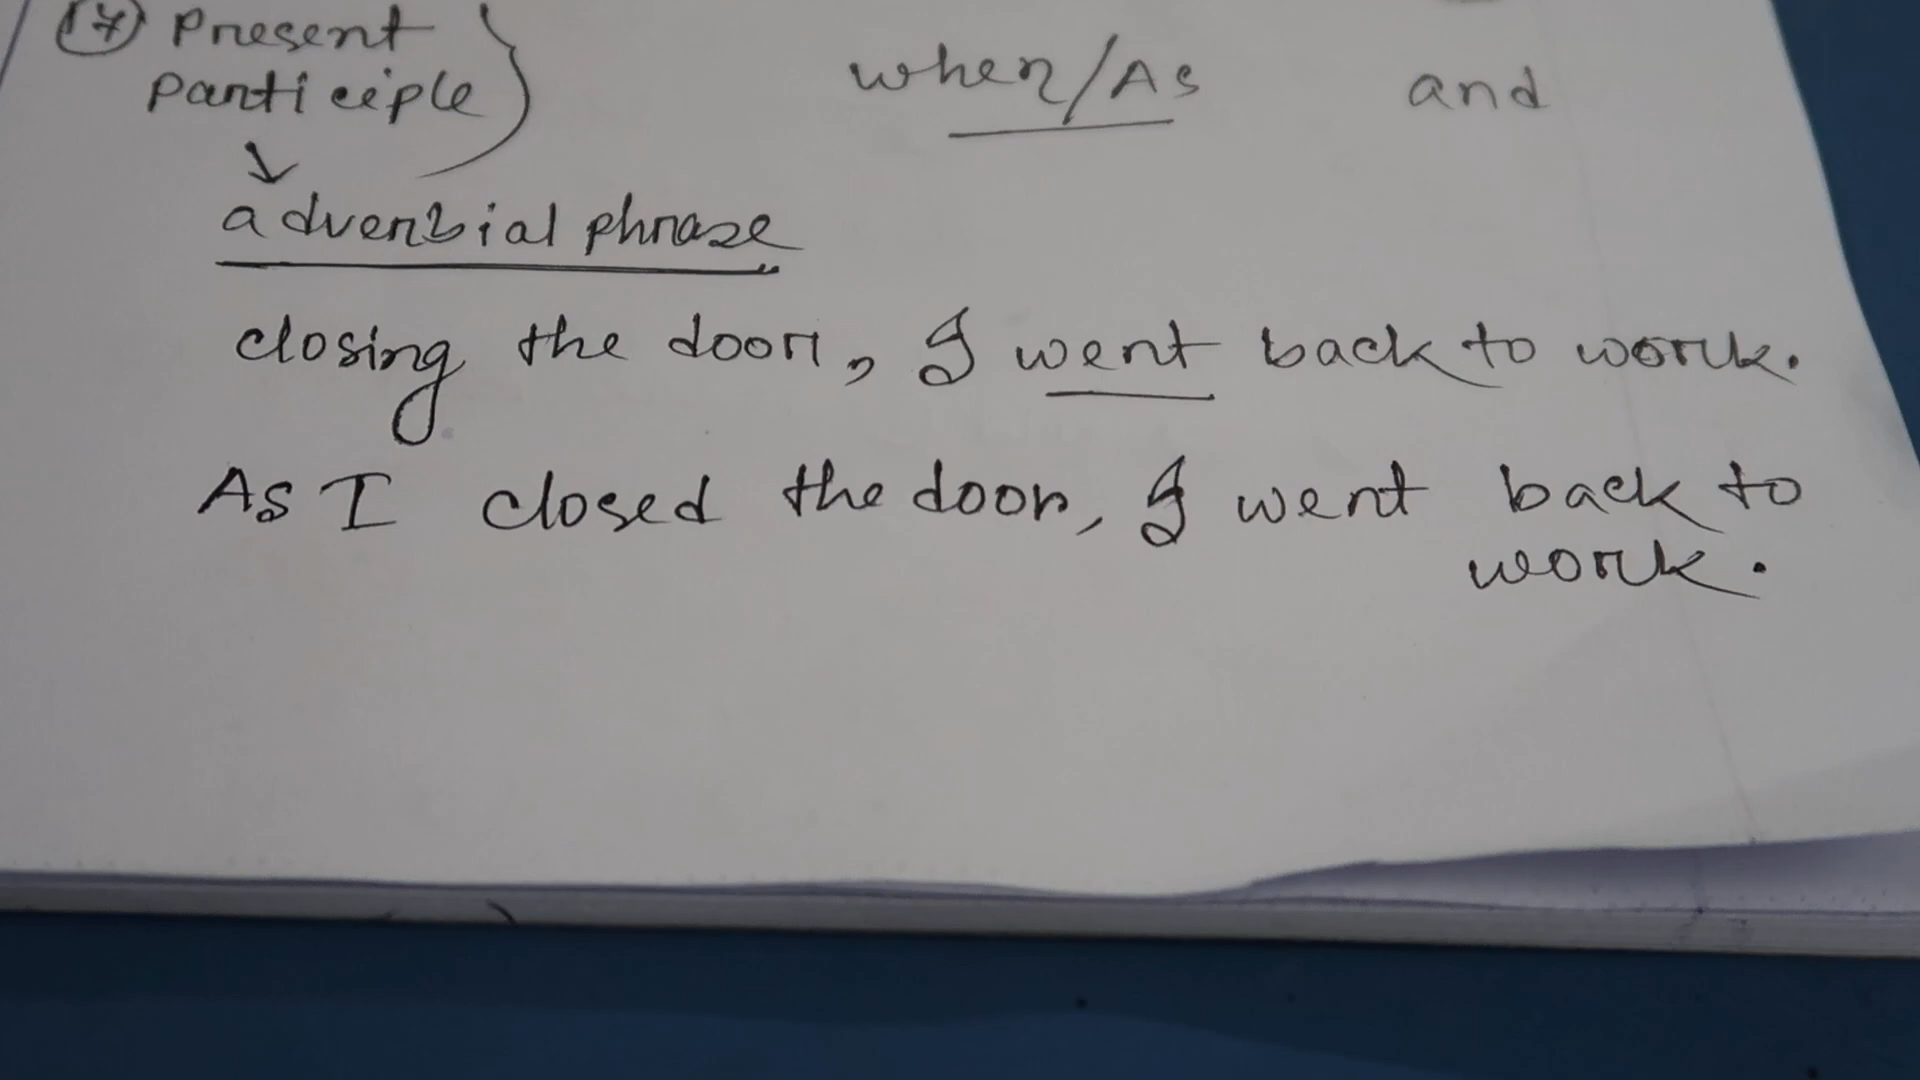 (17) Present
participle
when/As
and
adverbial phrase
closing the door, I went back to work.
As I closed the door, I went back to
work.